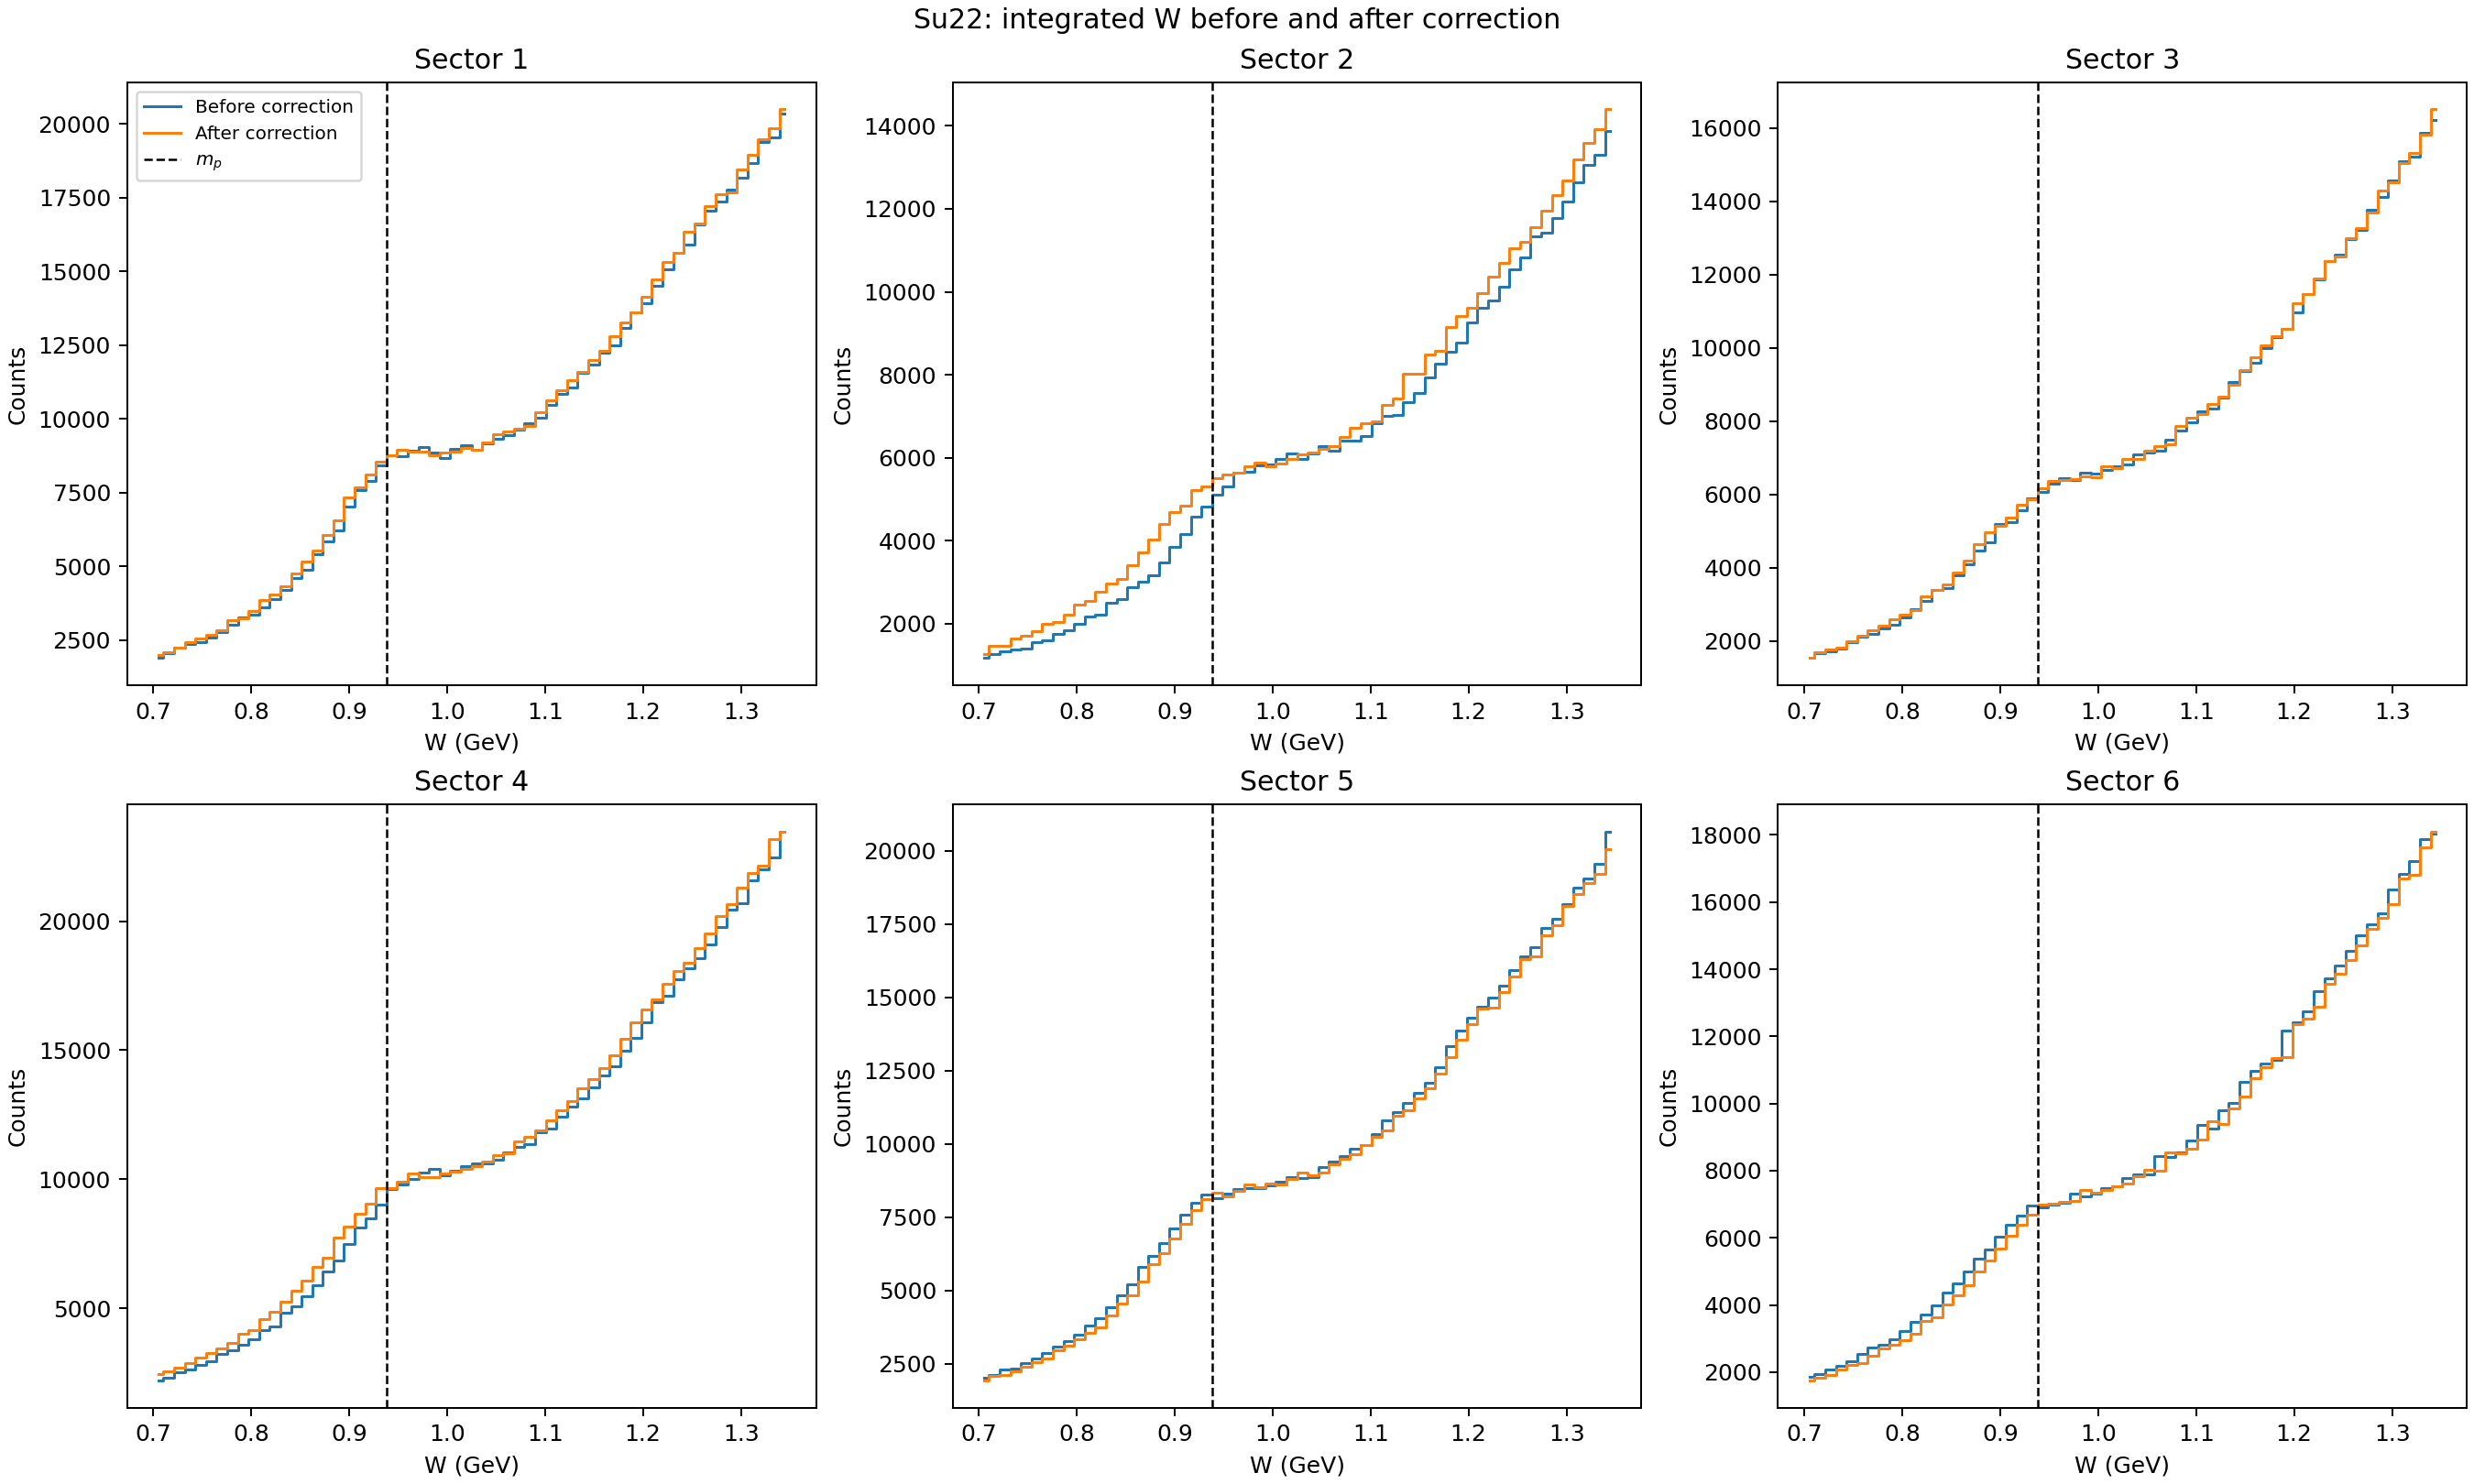 Su22: integrated W before and after correction
Sector 1
Before correction
After correction
m_p
20000
17500
15000
12500
10000
7500
5000
2500
Counts
0.7 0.8 0.9 1.0 1.1 1.2 1.3
W (GeV)
Sector 2
14000
12000
10000
8000
6000
4000
2000
Counts
0.7 0.8 0.9 1.0 1.1 1.2 1.3
W (GeV)
Sector 3
16000
14000
12000
10000
8000
6000
4000
2000
Counts
0.7 0.8 0.9 1.0 1.1 1.2 1.3
W (GeV)
Sector 4
20000
15000
10000
5000
Counts
0.7 0.8 0.9 1.0 1.1 1.2 1.3
W (GeV)
Sector 5
20000
17500
15000
12500
10000
7500
5000
2500
Counts
0.7 0.8 0.9 1.0 1.1 1.2 1.3
W (GeV)
Sector 6
18000
16000
14000
12000
10000
8000
6000
4000
2000
Counts
0.7 0.8 0.9 1.0 1.1 1.2 1.3
W (GeV)